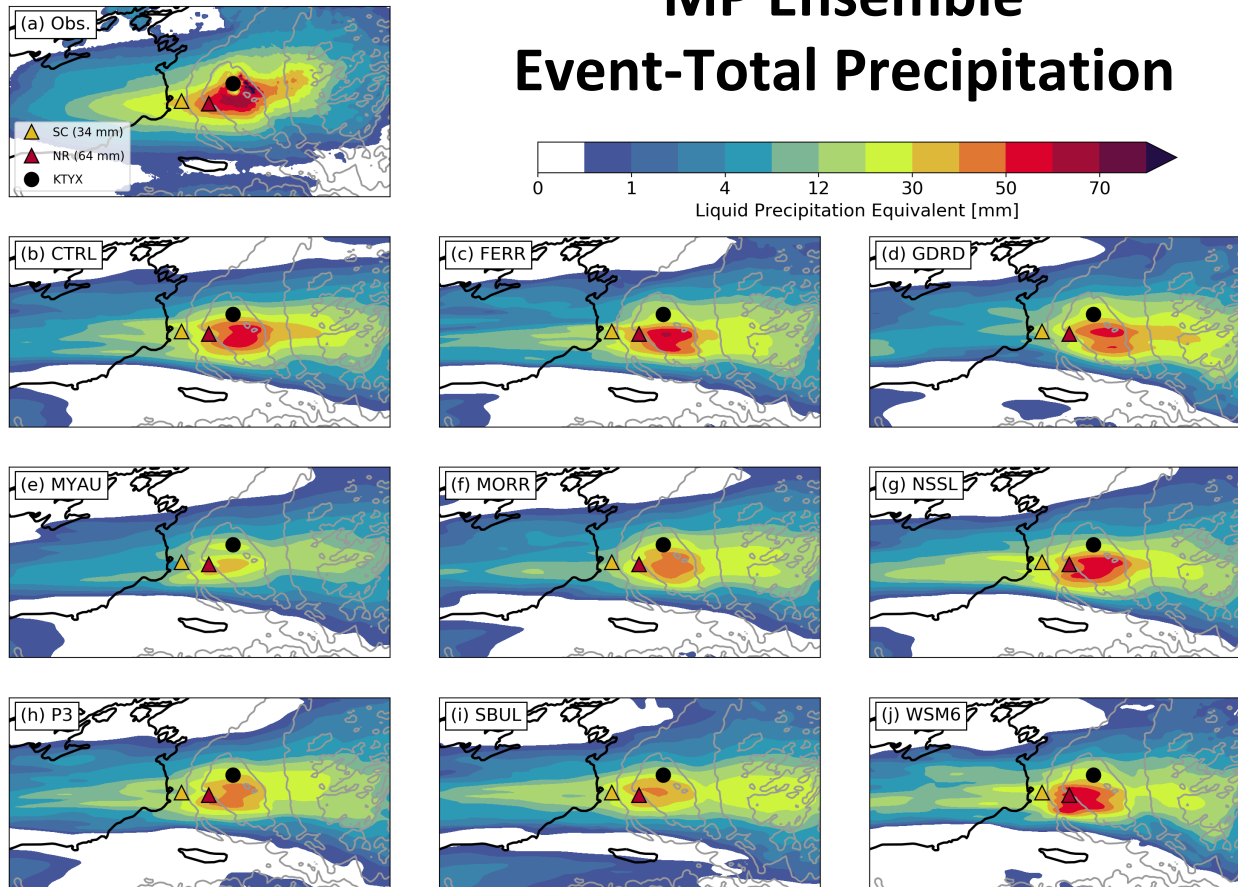 MP Ensemble
Event-Total Precipitation
(a) Obs.
SC (34 mm)
NR (64 mm)
KTYX
0 1 4 12 30 50 70
Liquid Precipitation Equivalent [mm]
(b) CTRL
(c) FERR
(d) GDRD
(e) MYAU
(f) MORR
(g) NSSL
(h) P3
(i) SBUL
(j) WSM6